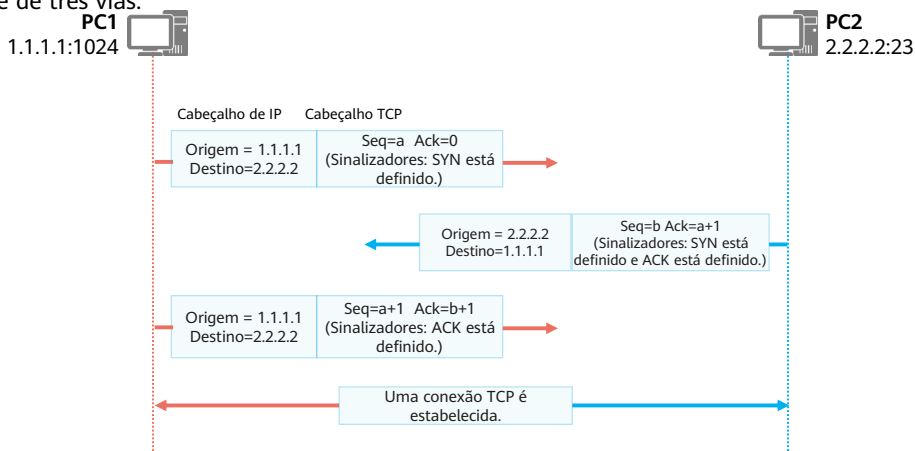 e de três vias.
PC1
1.1.1.1:1024
PC2
2.2.2.2:23
Cabeçalho de IP Cabeçalho TCP
Origem = 1.1.1.1
Destino=2.2.2.2
Seq=a Ack=0
(Sinalizadores: SYN está
definido.)
Origem = 2.2.2.2
Destino=1.1.1.1
Seq=b Ack=a+1
(Sinalizadores: SYN está
definido e ACK está definido.)
Origem = 1.1.1.1
Destino=2.2.2.2
Seq=a+1 Ack=b+1
(Sinalizadores: ACK está
definido.)
Uma conexão TCP é
estabelecida.